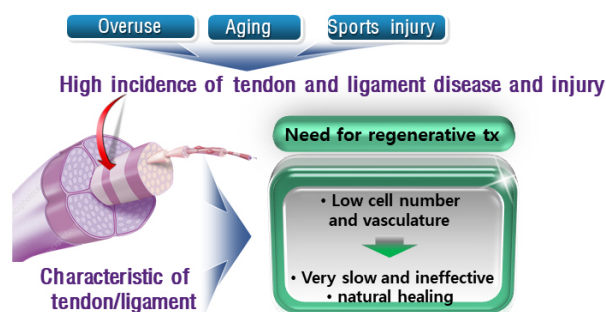 Overuse
Aging
Sports injury
High incidence of tendon and ligament disease and injury
Need for regenerative tx
• Low cell number
and vasculature
• Very slow and ineffective
• natural healing
Characteristic of
tendon/ligament